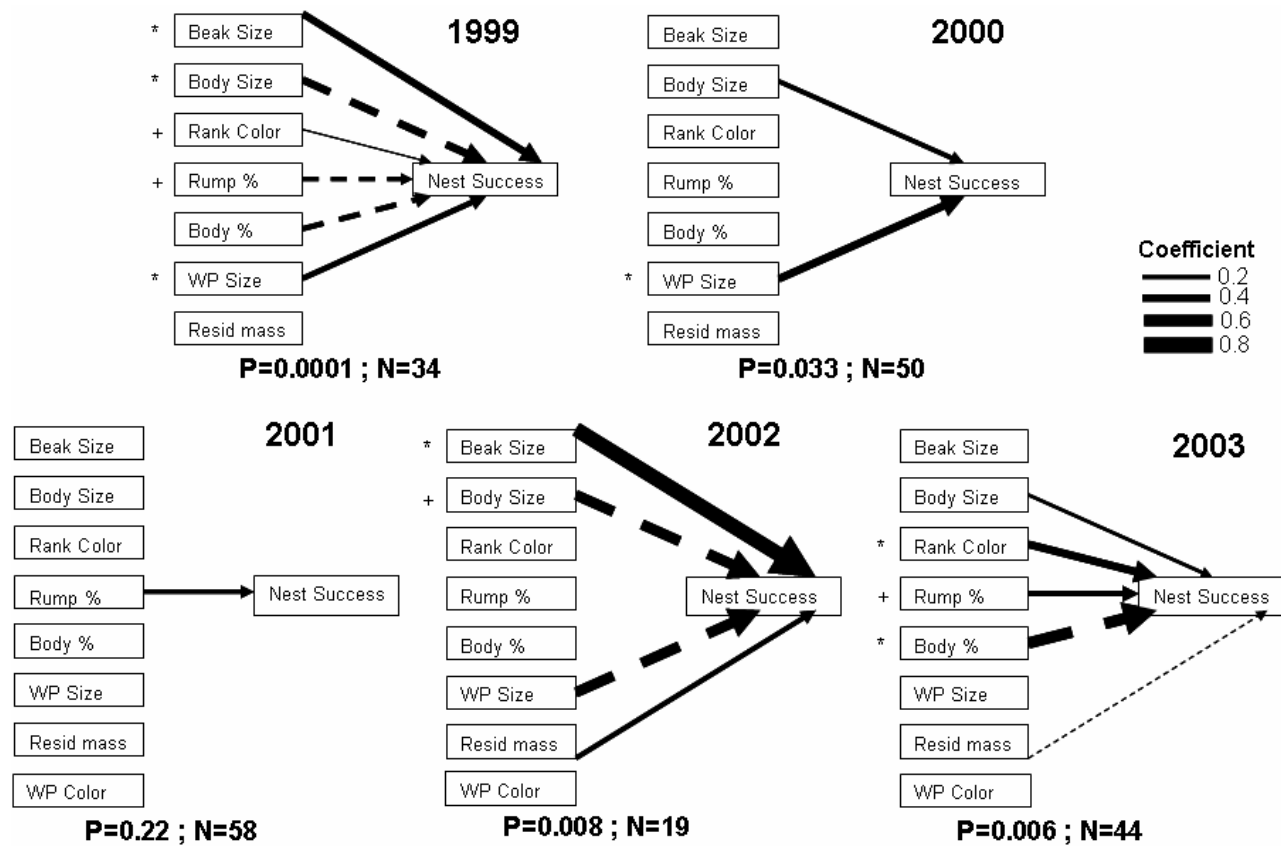 1999
* Beak Size
* Body Size
+ Rank Color
+ Rump %
Body %
* WP Size
Resid mass
Nest Success
P=0.0001 ; N=34
2000
Beak Size
Body Size
Rank Color
Rump %
Body %
* WP Size
Resid mass
Nest Success
P=0.033 ; N=50
Coefficient
0.2
0.4
0.6
0.8
2001
Beak Size
Body Size
Rank Color
Rump %
Body %
WP Size
Resid mass
WP Color
Nest Success
P=0.22 ; N=58
2002
* Beak Size
+ Body Size
Rank Color
Rump %
Body %
WP Size
Resid mass
WP Color
Nest Success
P=0.008 ; N=19
2003
Beak Size
Body Size
* Rank Color
+ Rump %
* Body %
WP Size
Resid mass
WP Color
Nest Success
P=0.006 ; N=44